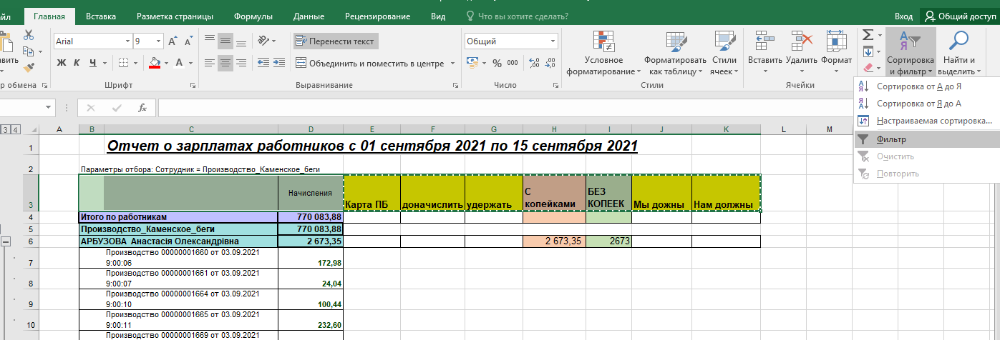 йл Главная Вставка Разметка страницы Формулы Данные Рецензирование Вид Что вы хотите сделать? Вход Общий доступ
Arial 9 Перенести текст Общий
вить Ж К Ч А Объединить и поместить в центре % 000
Условное форматирование
Форматировать как таблицу
Стили ячеек
Вставить Удалить Формат
Сортировка и фильтр
Найти и выделить
р обмена Шрифт Выравнивание Число Стили Ячейки
Сортировка от А до Я
Сортировка от Я до А
Настраиваемая сортировка...
Фильтр
Очистить
Повторить
fx
3 4 A B C D E F G H I J K L M
1 Отчет о зарплатах работников с 01 сентября 2021 по 15 сентября 2021
2 Параметры отбора: Сотрудник = Производство_Каменское_беги
3 Начисления Карта ПБ доначислить удержать С копейками БЕЗ КОПЕЕК Мы дожны Нам должны
4 Итого по работникам 770 083,88
5 Производство_Каменское_беги 770 083,88
6 АРБУЗОВА Анастасія Олександрівна 2 673,35 2 673,35 2673
Производство 00000001660 от 03.09.2021
7 9:00:06 172,98
Производство 00000001661 от 03.09.2021
8 9:00:07 24,04
Производство 00000001664 от 03.09.2021
9 9:00:10 100,44
Производство 00000001665 от 03.09.2021
10 9:00:11 232,60
Производство 00000001669 от 03.09.2021